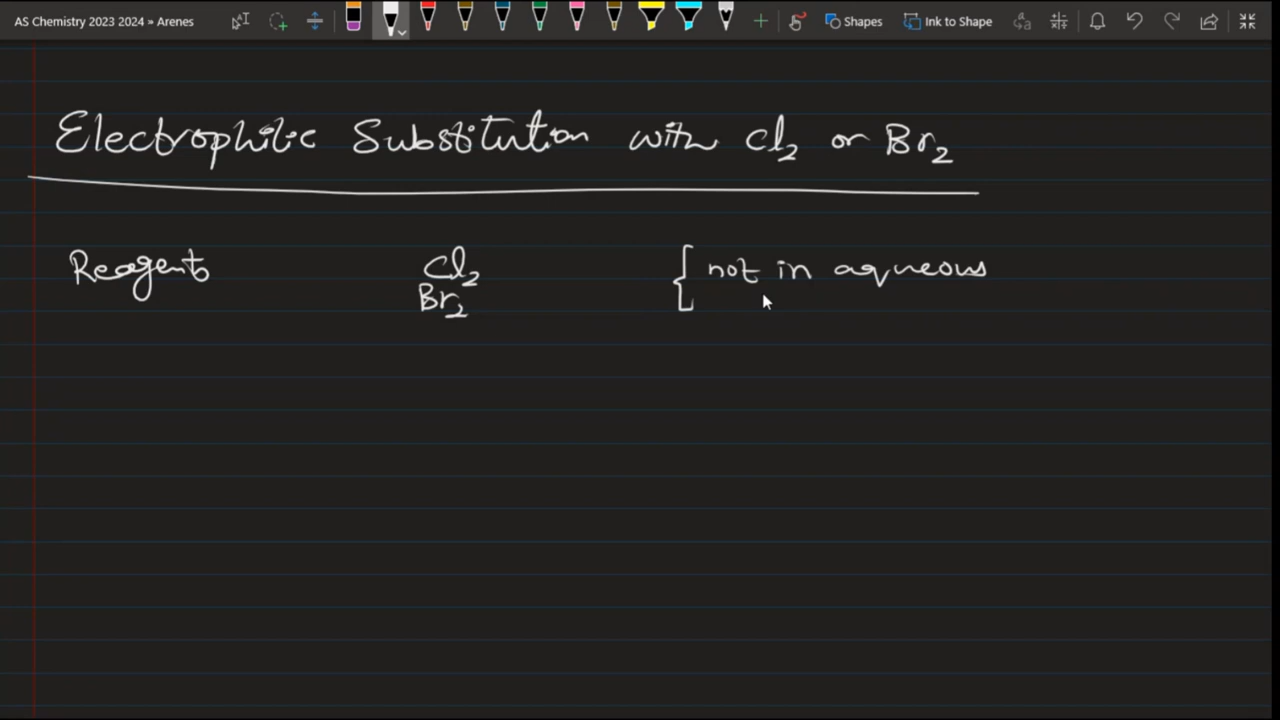 AS Chemistry 2023 2024 » Arenes
Shapes
Ink to Shape
Electrophilic Substitution with Cl₂ or Br₂
Reagents Cl₂ { not in aqueous
Br₂